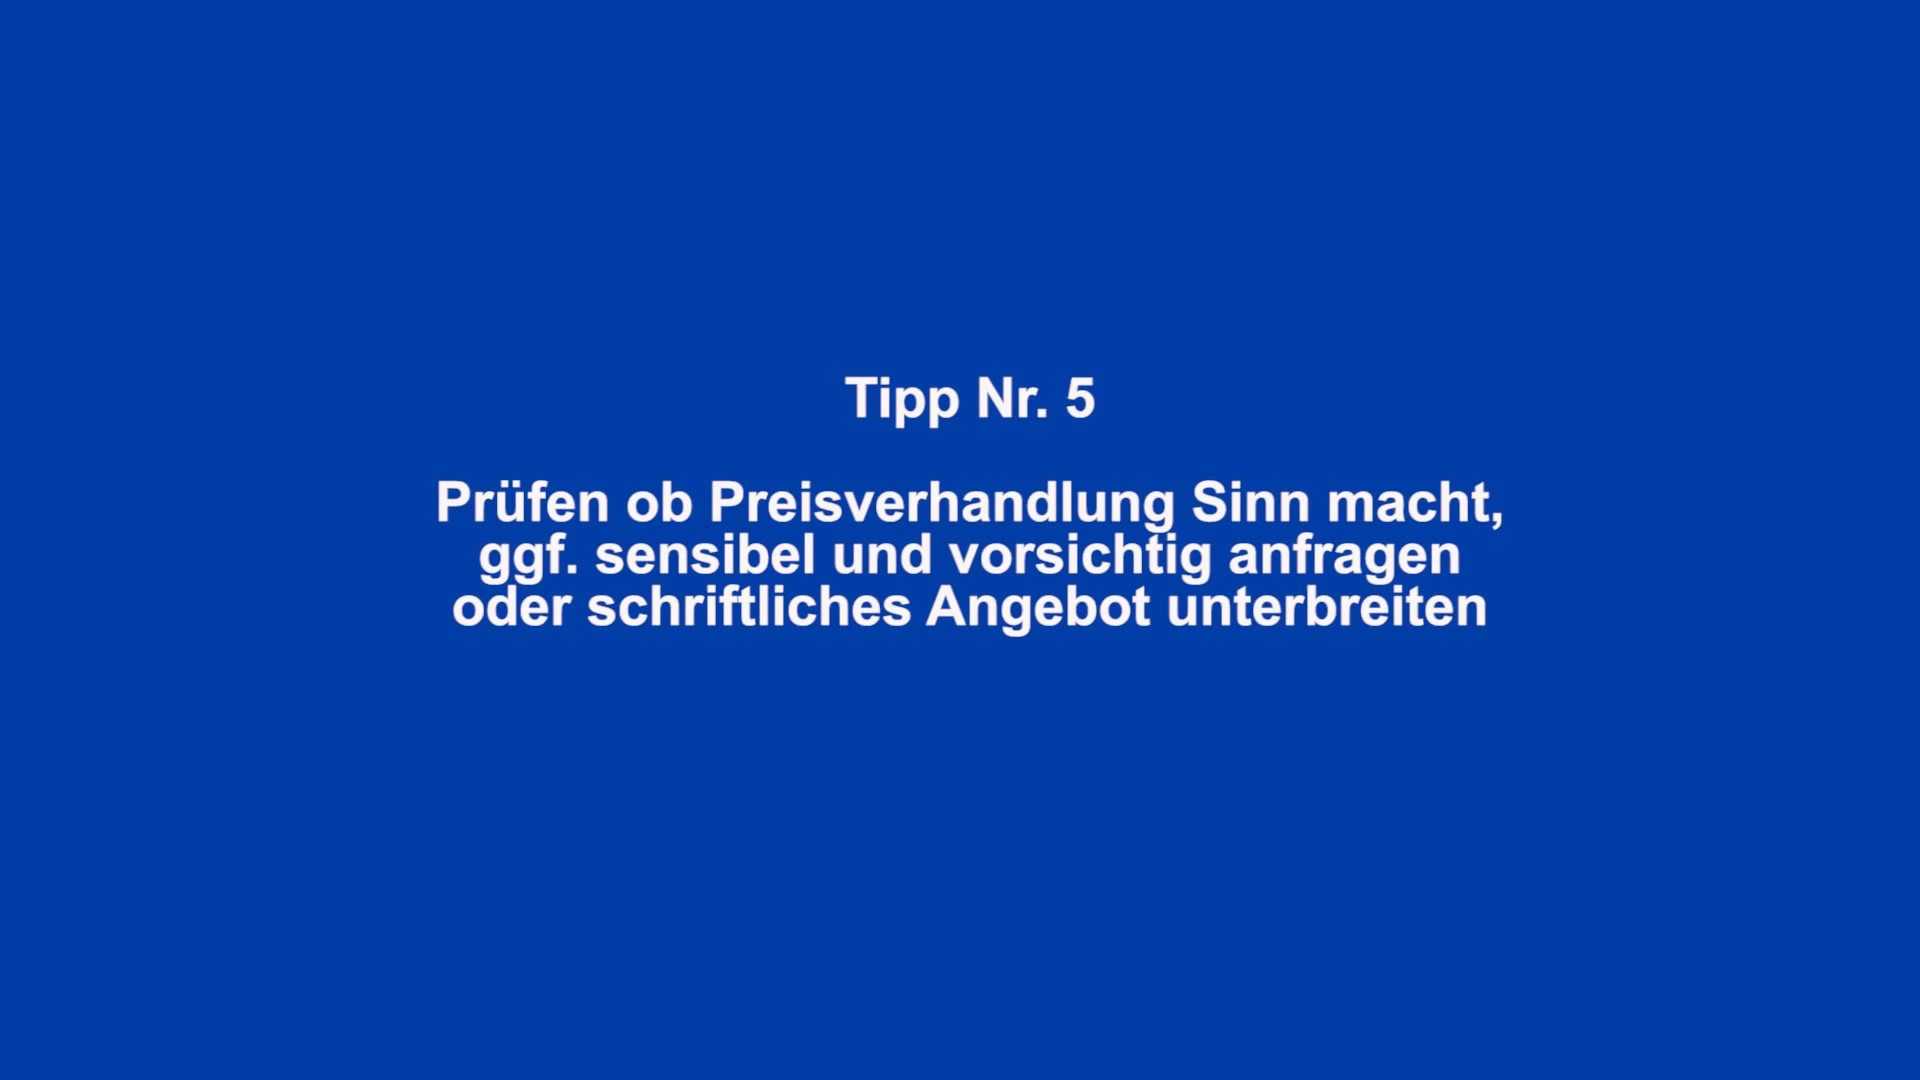 Tipp Nr. 5
Prüfen ob Preisverhandlung Sinn macht,
ggf. sensibel und vorsichtig anfragen
oder schriftliches Angebot unterbreiten